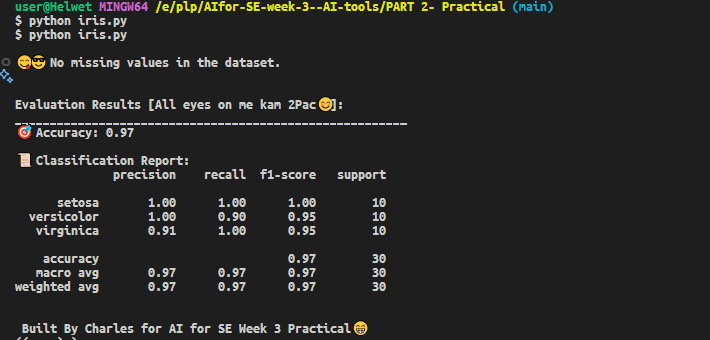 user@Helwet MINGW64 /e/plp/AIfor-SE-week-3--AI-tools/PART 2- Practical (main)
$ python iris.py
$ python iris.py
😋😎 No missing values in the dataset.
Evaluation Results [All eyes on me kam 2Pac😊]:
________________________________________________________
🎯 Accuracy: 0.97
📜 Classification Report:
precision recall f1-score support
setosa 1.00 1.00 1.00 10
versicolor 1.00 0.90 0.95 10
virginica 0.91 1.00 0.95 10
accuracy 0.97 30
macro avg 0.97 0.97 0.97 30
weighted avg 0.97 0.97 0.97 30
Built By Charles for AI for SE Week 3 Practical😁